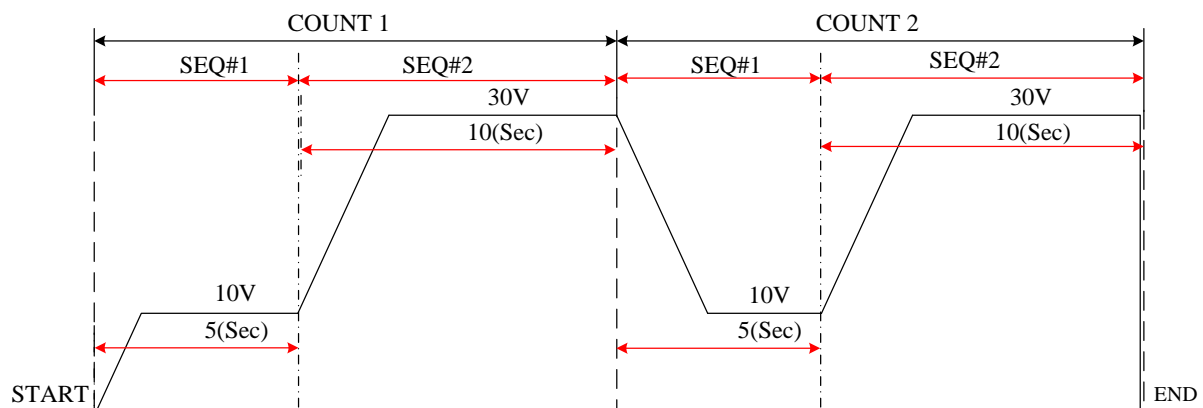 COUNT 1
COUNT 2
SEQ#1
SEQ#2
SEQ#1
SEQ#2
30V
30V
10(Sec)
10(Sec)
10V
10V
5(Sec)
5(Sec)
START
END